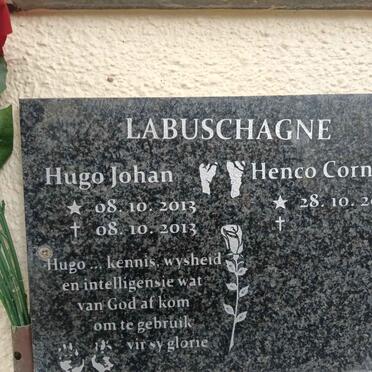 LABUSCHAGNE
Hugo Johan
★ 08. 10. 2013
✝ 08. 10. 2013
Henco Corn
★ 28. 10. 2
✝
Hugo ... kennis, wysheid
en intelligensie wat
van God af kom
om te gebruik
vir sy glorie